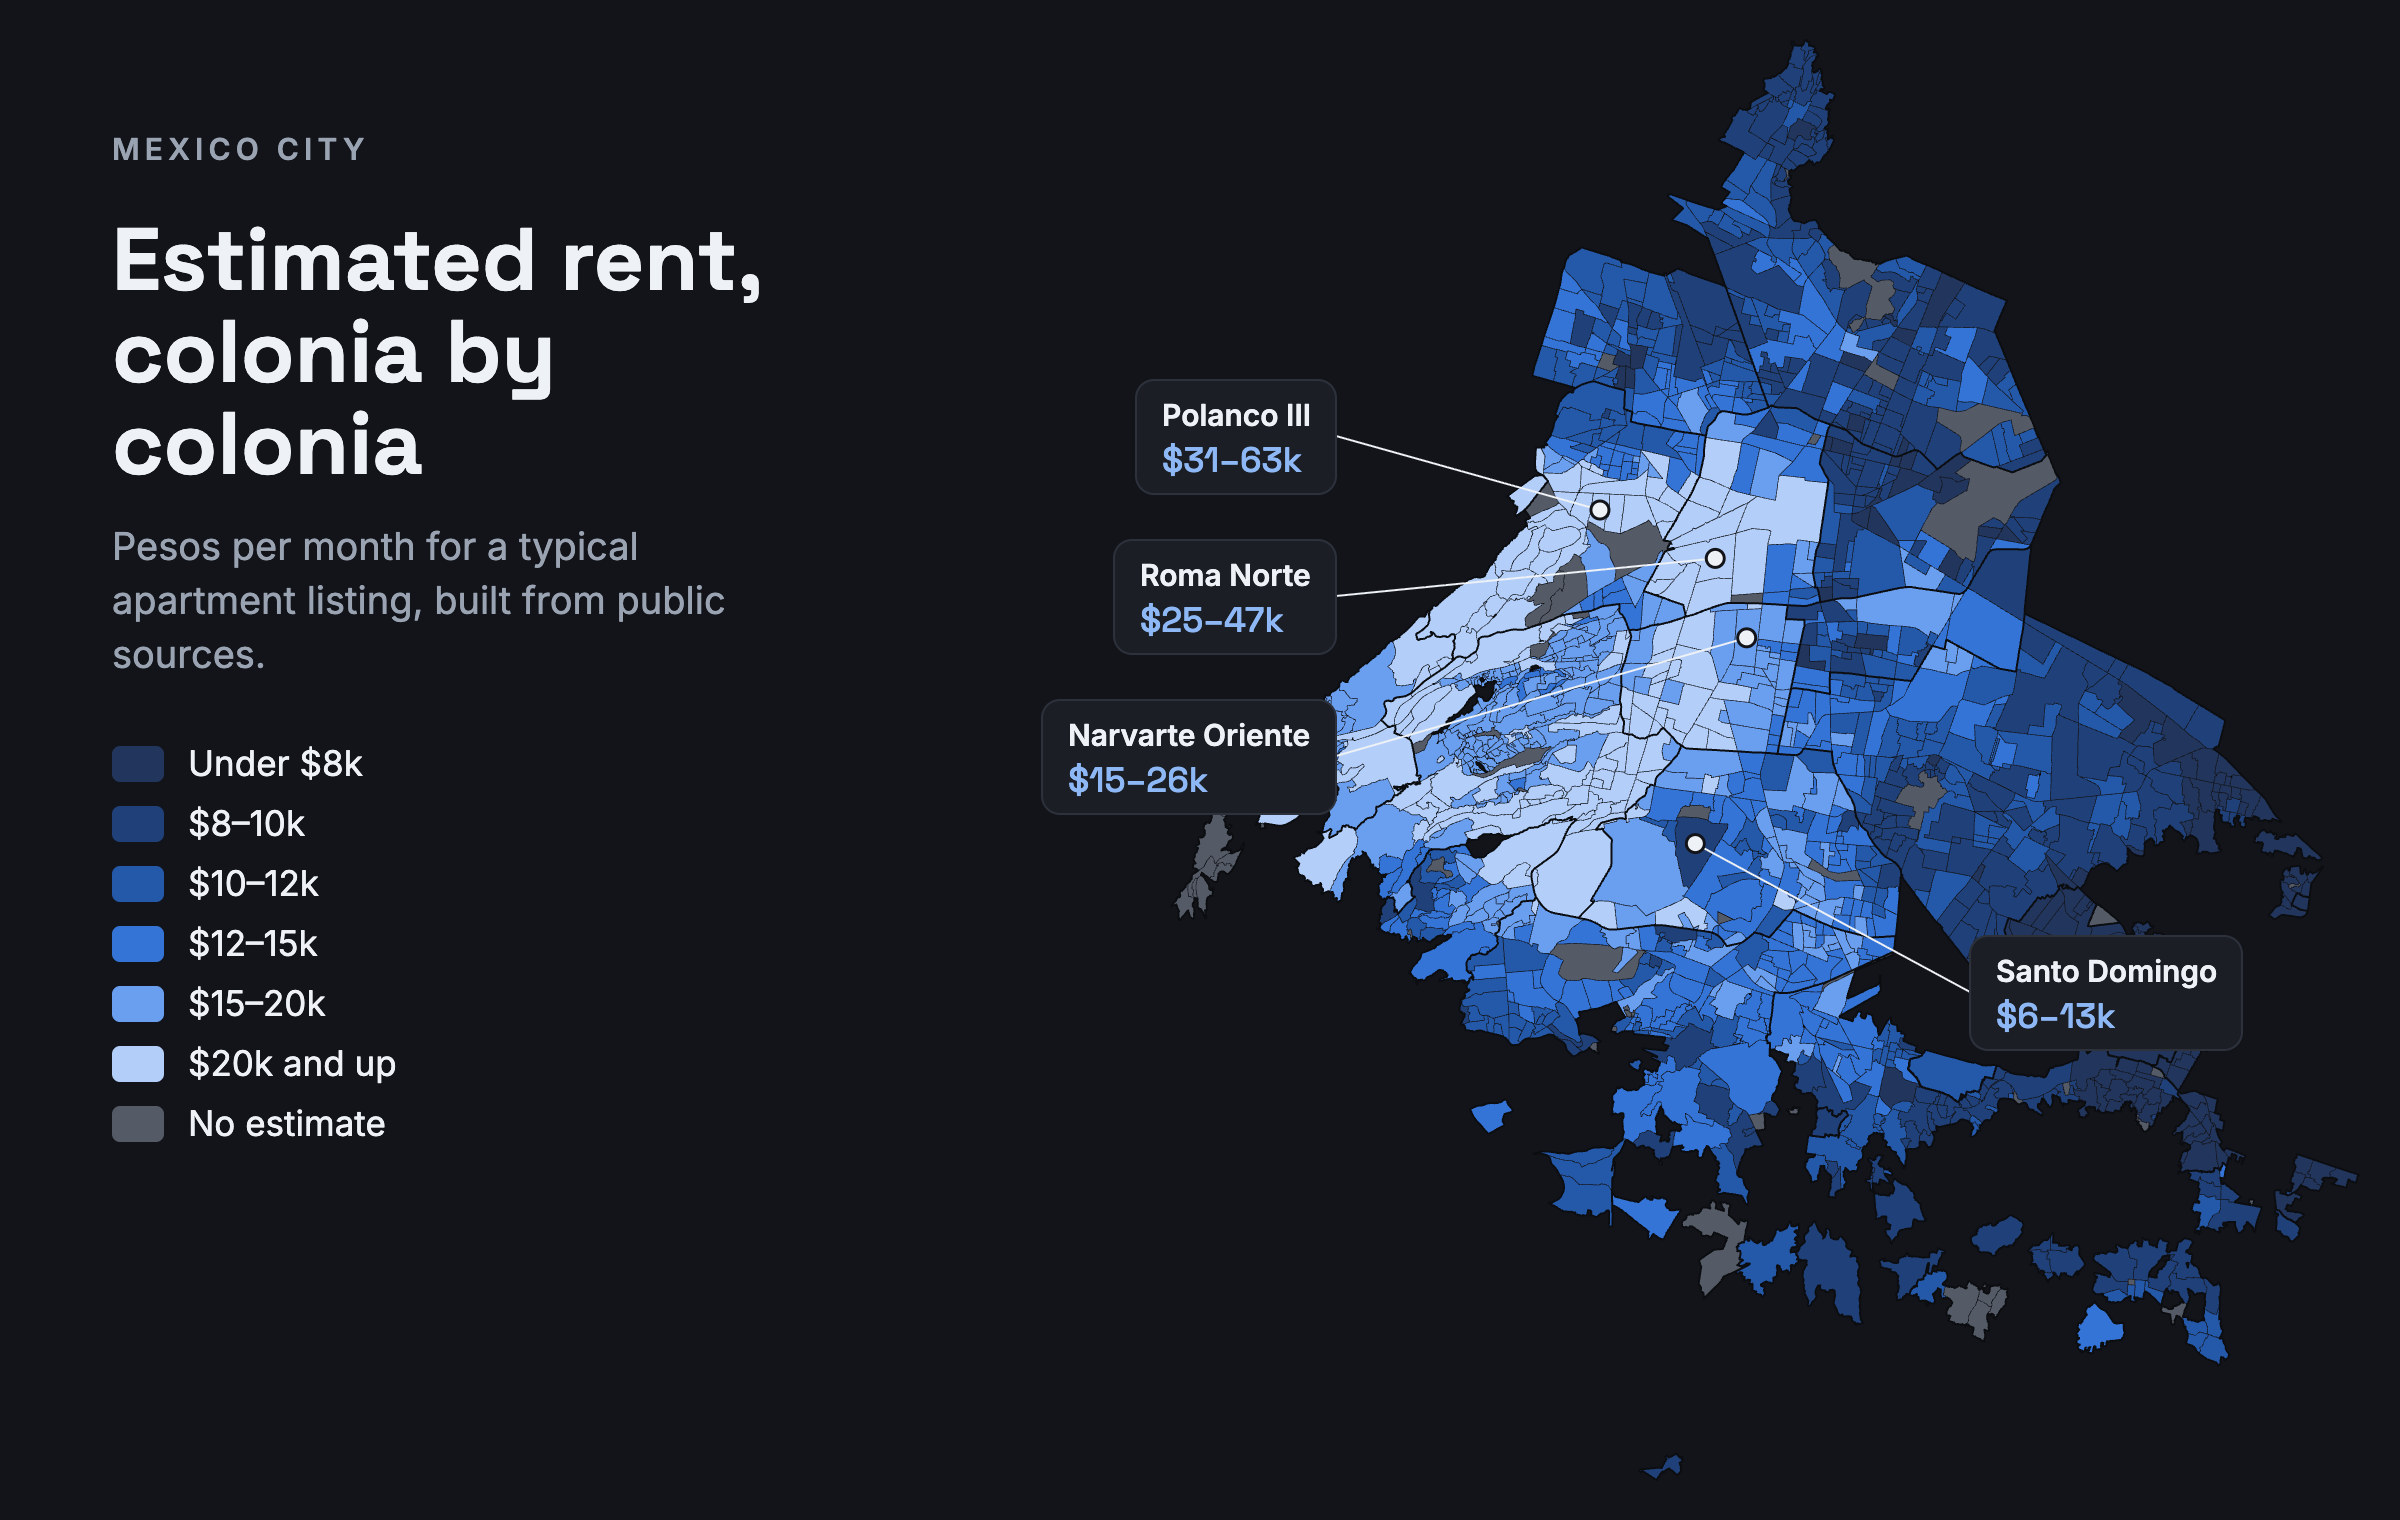 MEXICO CITY
Estimated rent,
colonia by
colonia
Pesos per month for a typical
apartment listing, built from public
sources.
Under $8k
$8–10k
$10–12k
$12–15k
$15–20k
$20k and up
No estimate
Polanco III
$31–63k
Roma Norte
$25–47k
Narvarte Oriente
$15–26k
Santo Domingo
$6–13k